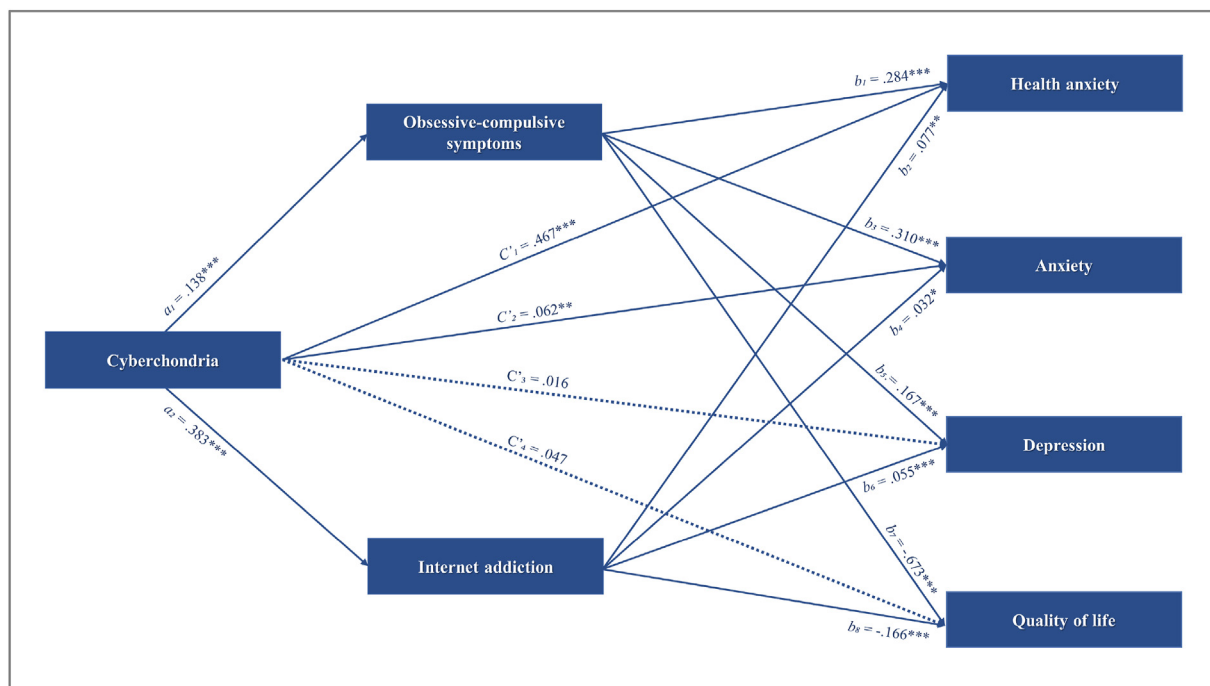 Health anxiety
b₁ = .284***
Obsessive-compulsive
symptoms
b₂ = .077**
C'₁ = .467***
b₃ = .310***
Anxiety
a₁ = .138***
C'₂ = .062**
b₄ = .032*
Cyberchondria
C'₃ = .016
b₅. = .167***
a₂ = .383***
Depression
C'₄ = .047
b₆ = .055***
b₇ = -.673***
Internet addiction
Quality of life
b₈ = -.166***